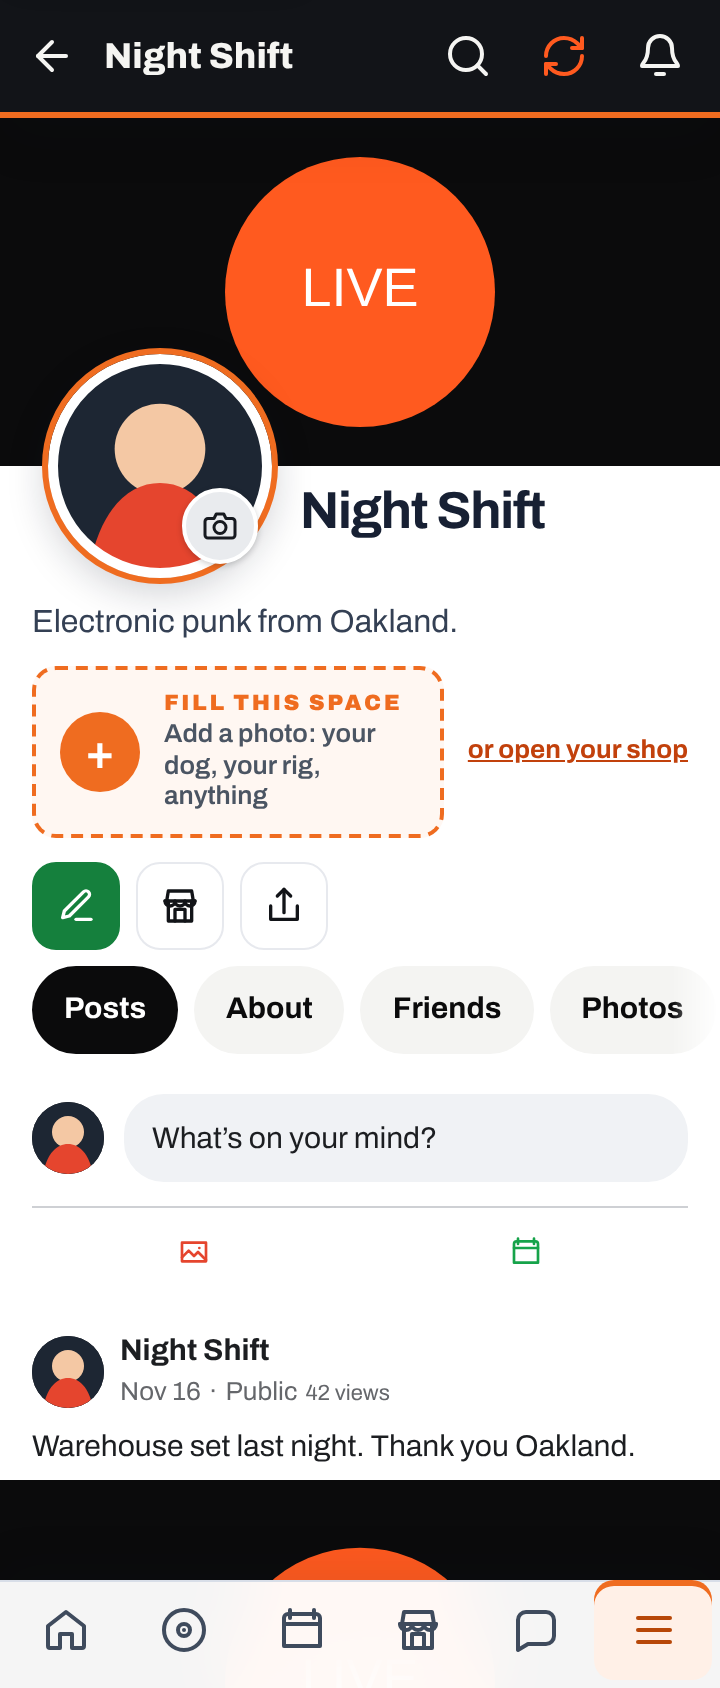 Night Shift
LIVE
Night Shift
Electronic punk from Oakland.
FILL THIS SPACE
Add a photo: your
dog, your rig,
anything
or open your shop
Posts
About
Friends
Photos
What’s on your mind?
Night Shift
Nov 16 · Public 42 views
Warehouse set last night. Thank you Oakland.
LIVE